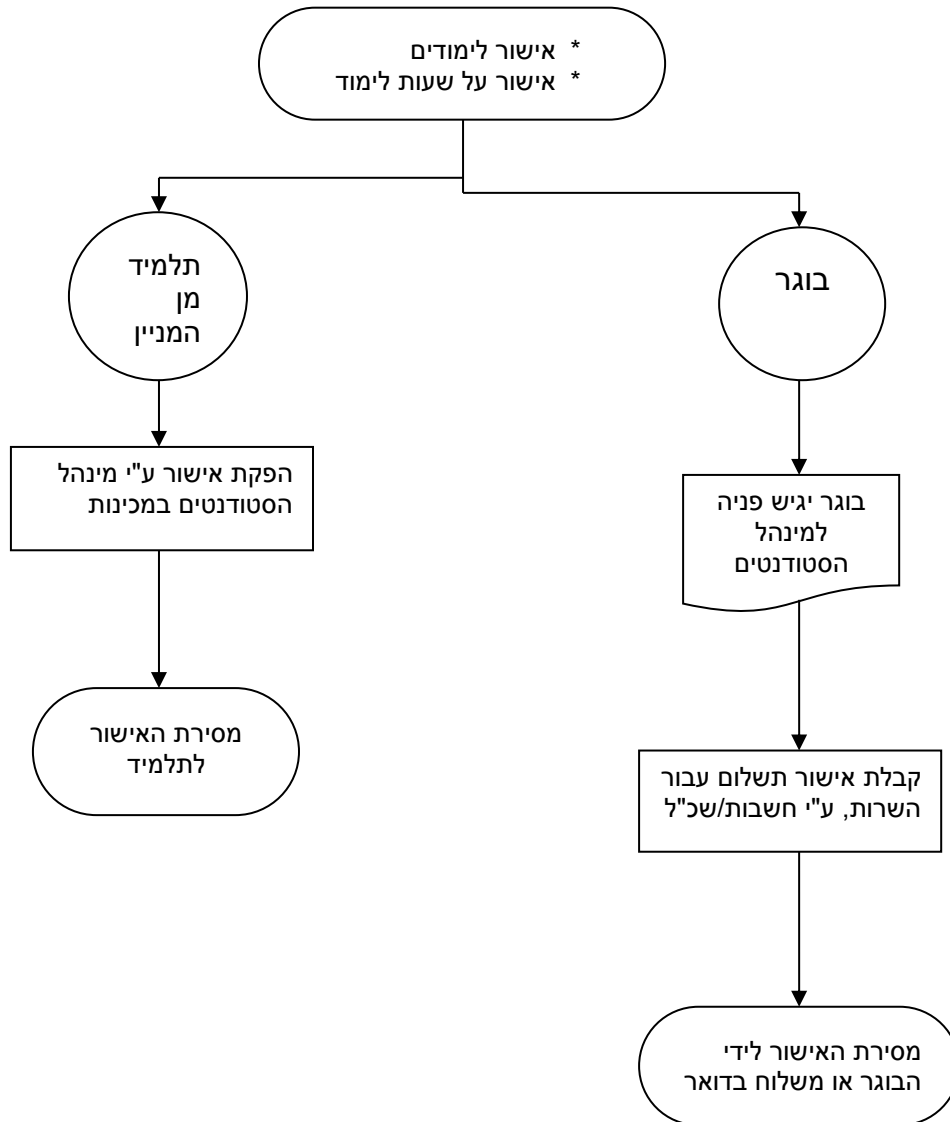 * אישור לימודים
* אישור על שעות לימוד
בוגר
תלמיד
מן
המניין
בוגר יגיש פניה
למינהל
הסטודנטים
הפקת אישור ע"י מינהל
הסטודנטים במכינות
קבלת אישור תשלום עבור
השרות, ע"י חשבות/שכ"ל
מסירת האישור
לתלמיד
מסירת האישור לידי
הבוגר או משלוח בדואר